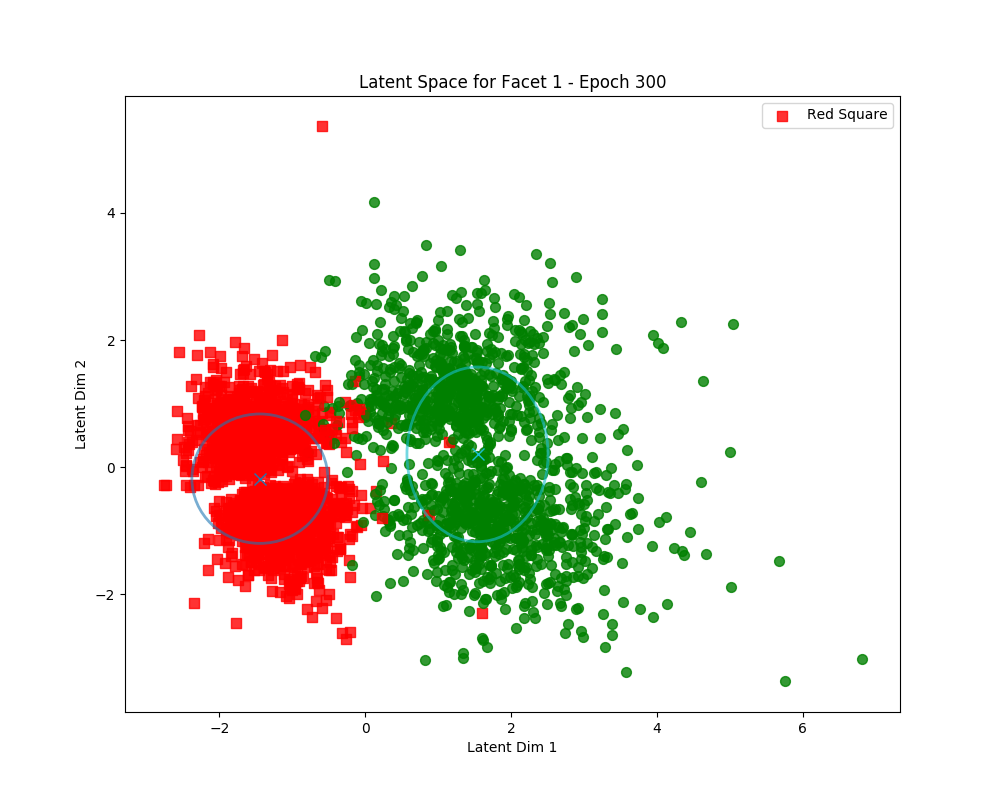 Latent Space for Facet 1 - Epoch 300
Red Square
4
2
0
−2
Latent Dim 2
−2
0
2
4
6
Latent Dim 1